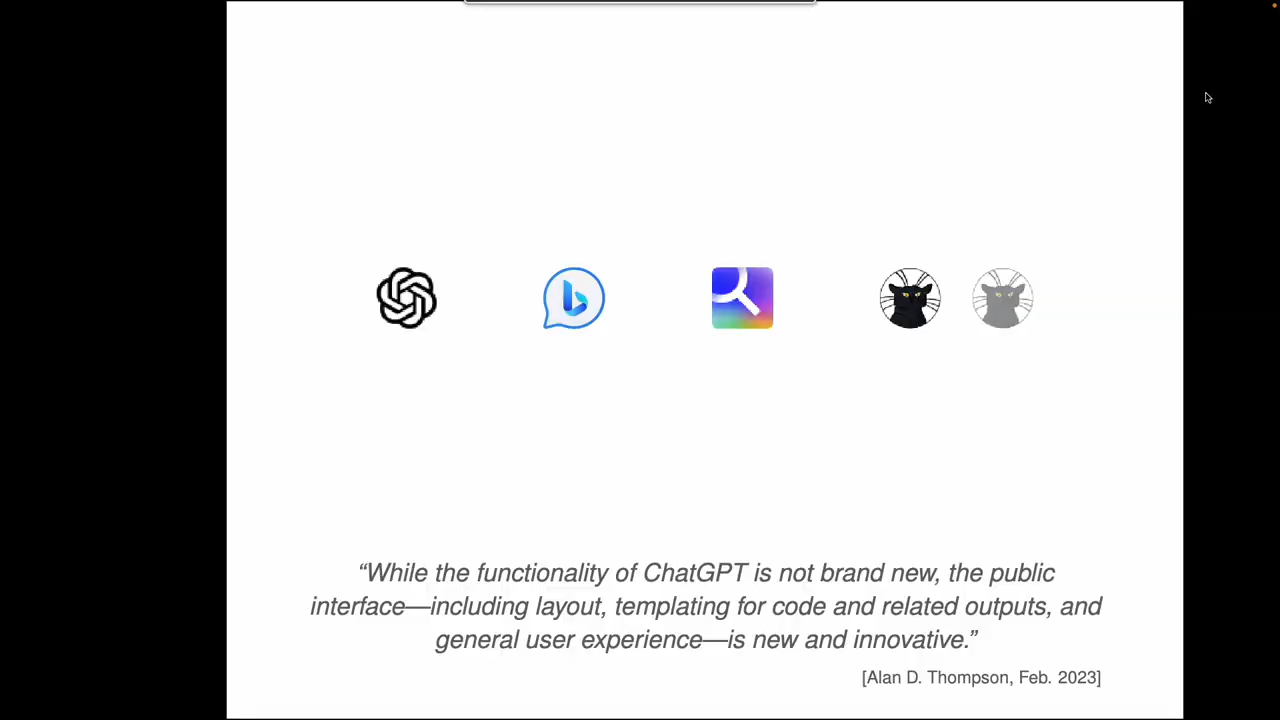 “While the functionality of ChatGPT is not brand new, the public
interface—including layout, templating for code and related outputs, and
general user experience—is new and innovative.”
[Alan D. Thompson, Feb. 2023]